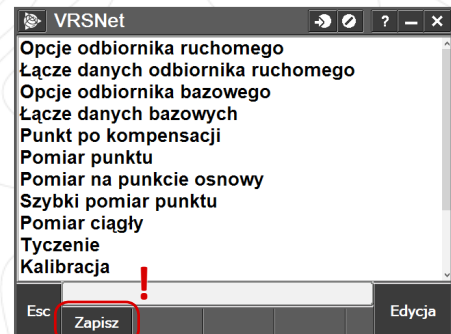 VRSNet
? – ×
Opcje odbiornika ruchomego
Łącze danych odbiornika ruchomego
Opcje odbiornika bazowego
Łącze danych bazowych
Punkt po kompensacji
Pomiar punktu
Pomiar na punkcie osnowy
Szybki pomiar punktu
Pomiar ciągły
Tyczenie
Kalibracja
!
Esc
Zapisz
Edycja